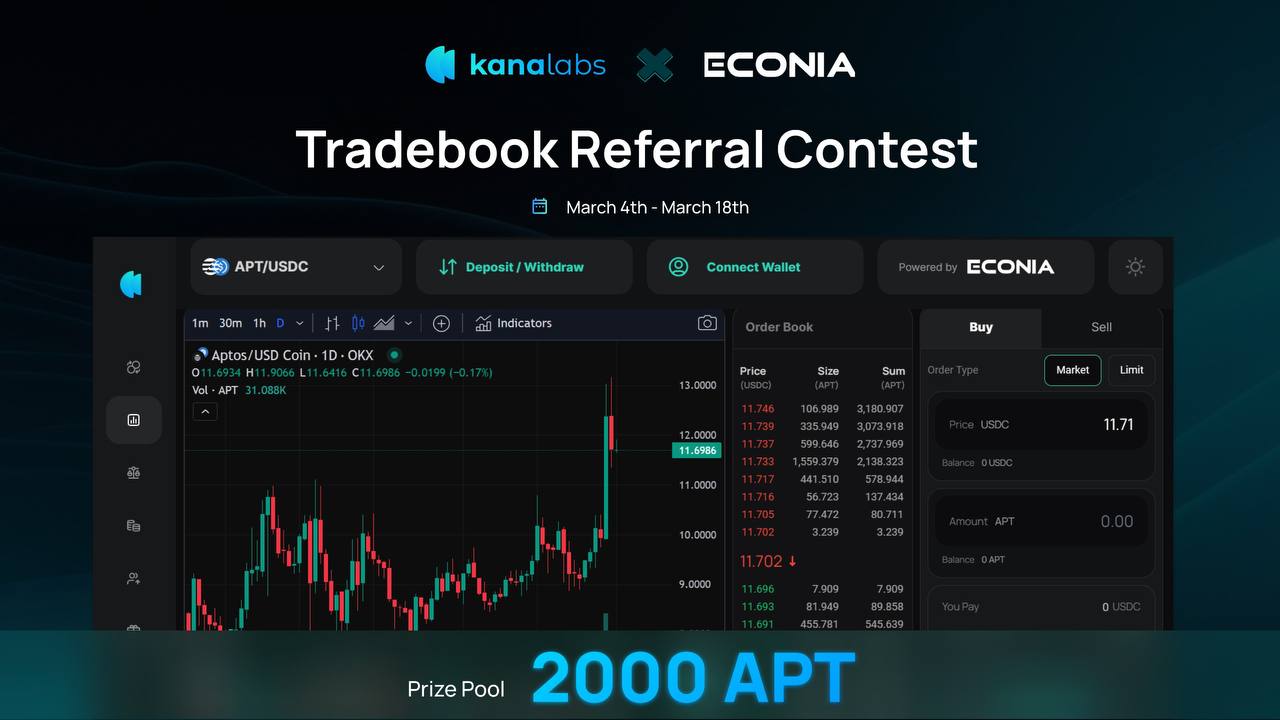 kanalabs ECONIA
Tradebook Referral Contest
March 4th - March 18th
APT/USDC
Deposit / Withdraw
Connect Wallet
Powered by ECONIA
1m 30m 1h D
Indicators
Aptos/USD Coin · 1D · OKX
O11.6934 H11.9066 L11.6416 C11.6986 −0.0199 (−0.17%)
Vol · APT 31.088K
13.0000
12.0000
11.6986
11.0000
10.0000
9.0000
Order Book
Price Size Sum
(USDC) (APT) (APT)
11.746 106.989 3,180.907
11.739 335.949 3,073.918
11.737 599.646 2,737.969
11.733 1,559.379 2,138.323
11.717 441.510 578.944
11.716 56.723 137.434
11.705 77.472 80.711
11.702 3.239 3.239
11.702 ↓
11.696 7.909 7.909
11.693 81.949 89.858
11.691 455.781 545.639
Buy Sell
Order Type Market Limit
Price USDC 11.71
Balance 0 USDC
Amount APT 0.00
Balance 0 APT
You Pay 0 USDC
Prize Pool 2000 APT